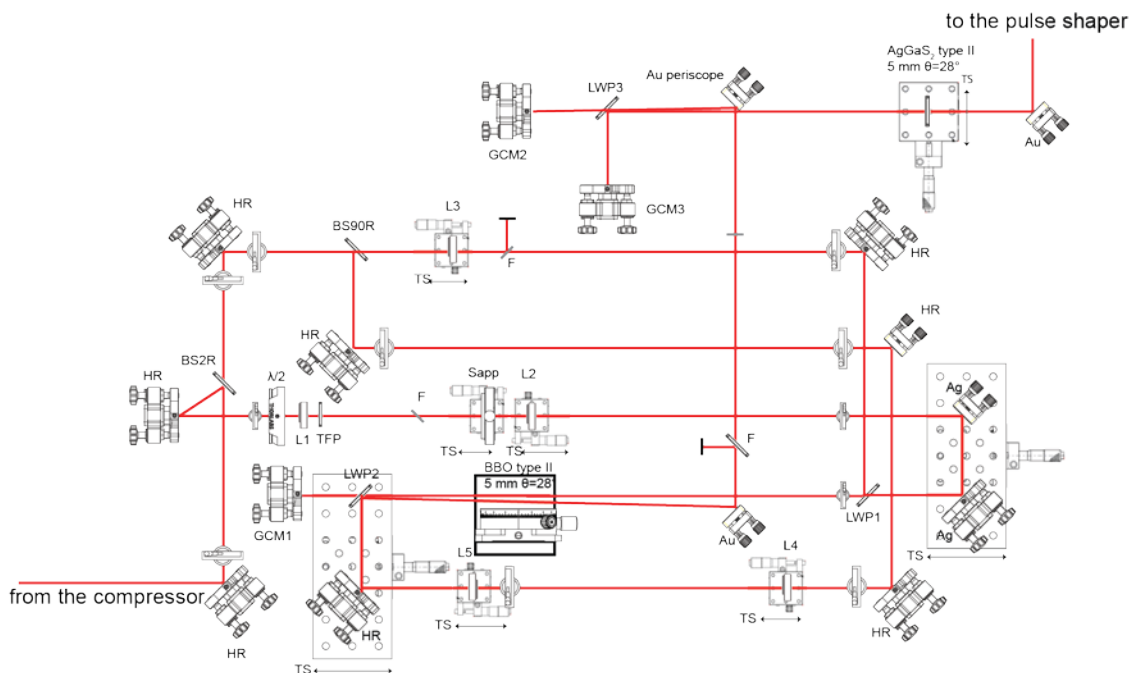 to the pulse shaper
AgGaS₂ type II
5 mm θ=28°
TS
Au periscope
LWP3
GCM2
Au
GCM3
HR
BS90R
L3
HR
F
TS
HR
HR
BS2R
HR
λ/2
Sapp
L2
Ag
F
L1
TFP
F
TS
TS
BBO type II
5 mm θ=28°
LWP2
GCM1
LWP1
Au
Ag
TS
L5
L4
from the compressor
TS
TS
HR
HR
HR
TS